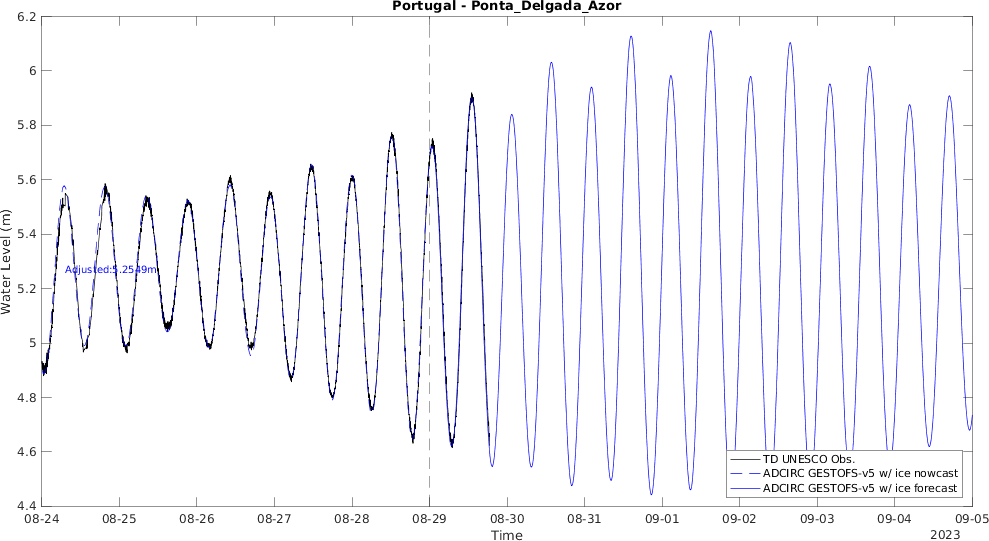 Portugal - Ponta_Delgada_Azor
6.2
6
5.8
5.6
5.4
5.2
5
4.8
4.6
4.4
Water Level (m)
Adjusted:5.2549m
TD UNESCO Obs.
ADCIRC GESTOFS-v5 w/ ice nowcast
ADCIRC GESTOFS-v5 w/ ice forecast
08-24 08-25 08-26 08-27 08-28 08-29 08-30 08-31 09-01 09-02 09-03 09-04 09-05
Time
2023